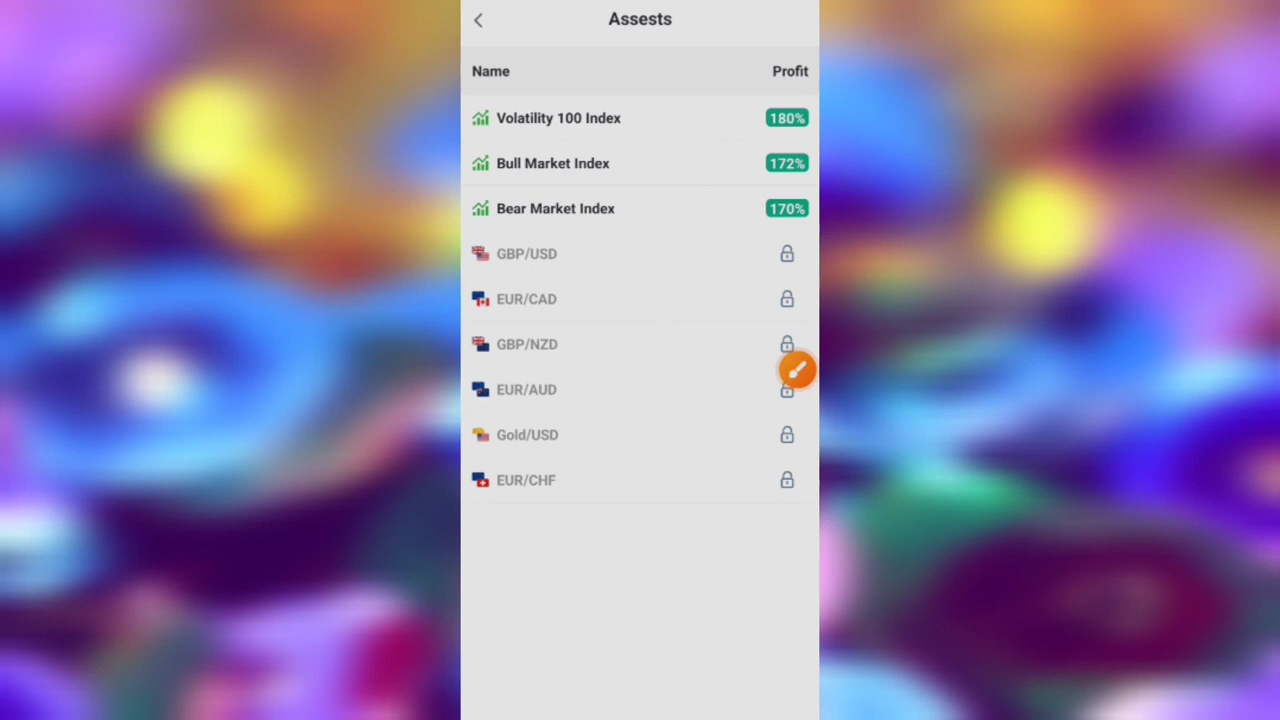 Assests
Name Profit
Volatility 100 Index 180%
Bull Market Index 172%
Bear Market Index 170%
GBP/USD
EUR/CAD
GBP/NZD
EUR/AUD
Gold/USD
EUR/CHF